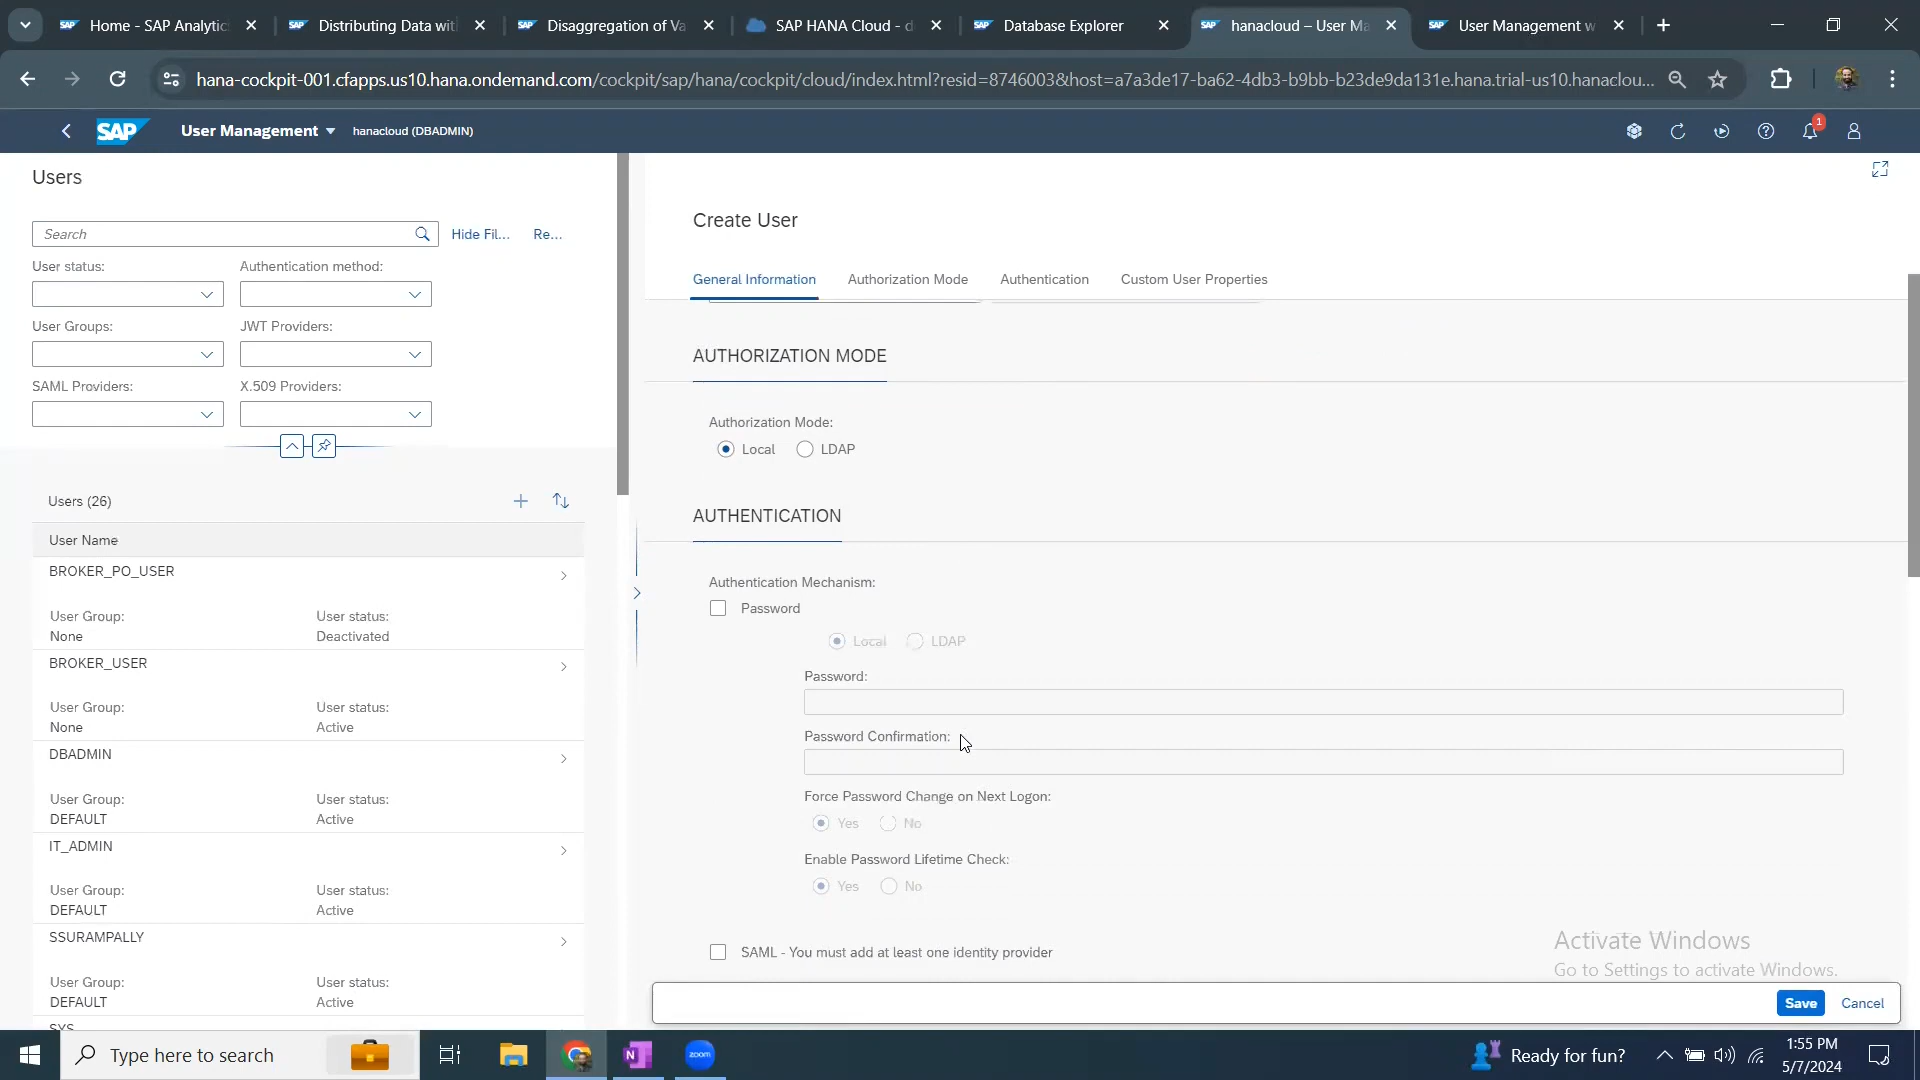 Home - SAP Analytic
Distributing Data wit
Disaggregation of Va
SAP HANA Cloud - d
Database Explorer
hanacloud – User Ma
User Management w
hana-cockpit-001.cfapps.us10.hana.ondemand.com/cockpit/sap/hana/cockpit/cloud/index.html?resid=8746003&host=a7a3de17-ba62-4db3-b9bb-b23de9da131e.hana.trial-us10.hanaclou...
SAP
User Management
hanacloud (DBADMIN)
1
Users
Search
Hide Fil...
Re...
User status:
Authentication method:
User Groups:
JWT Providers:
SAML Providers:
X.509 Providers:
Users (26)
User Name
BROKER_PO_USER
User Group:
User status:
None
Deactivated
BROKER_USER
User Group:
User status:
None
Active
DBADMIN
User Group:
User status:
DEFAULT
Active
IT_ADMIN
User Group:
User status:
DEFAULT
Active
SSURAMPALLY
User Group:
User status:
DEFAULT
Active
SYS
Create User
General Information
Authorization Mode
Authentication
Custom User Properties
AUTHORIZATION MODE
Authorization Mode:
Local
LDAP
AUTHENTICATION
Authentication Mechanism:
Password
Local
LDAP
Password:
Password Confirmation:
Force Password Change on Next Logon:
Yes
No
Enable Password Lifetime Check:
Yes
No
SAML - You must add at least one identity provider
Activate Windows
Go to Settings to activate Windows.
Save
Cancel
Type here to search
zoom
Ready for fun?
1:55 PM
5/7/2024